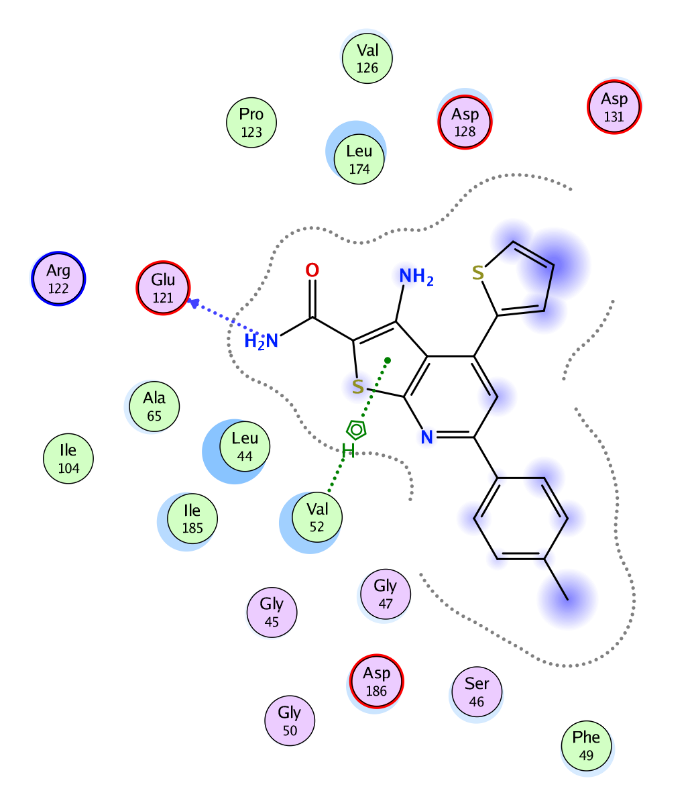 Val
126
Pro
123
Leu
174
Asp
128
Asp
131
Arg
122
Glu
121
O
NH2
S
H2N
S
N
Ala
65
Ile
104
Leu
44
H
Ile
185
Val
52
Gly
45
Gly
47
Asp
186
Ser
46
Gly
50
Phe
49